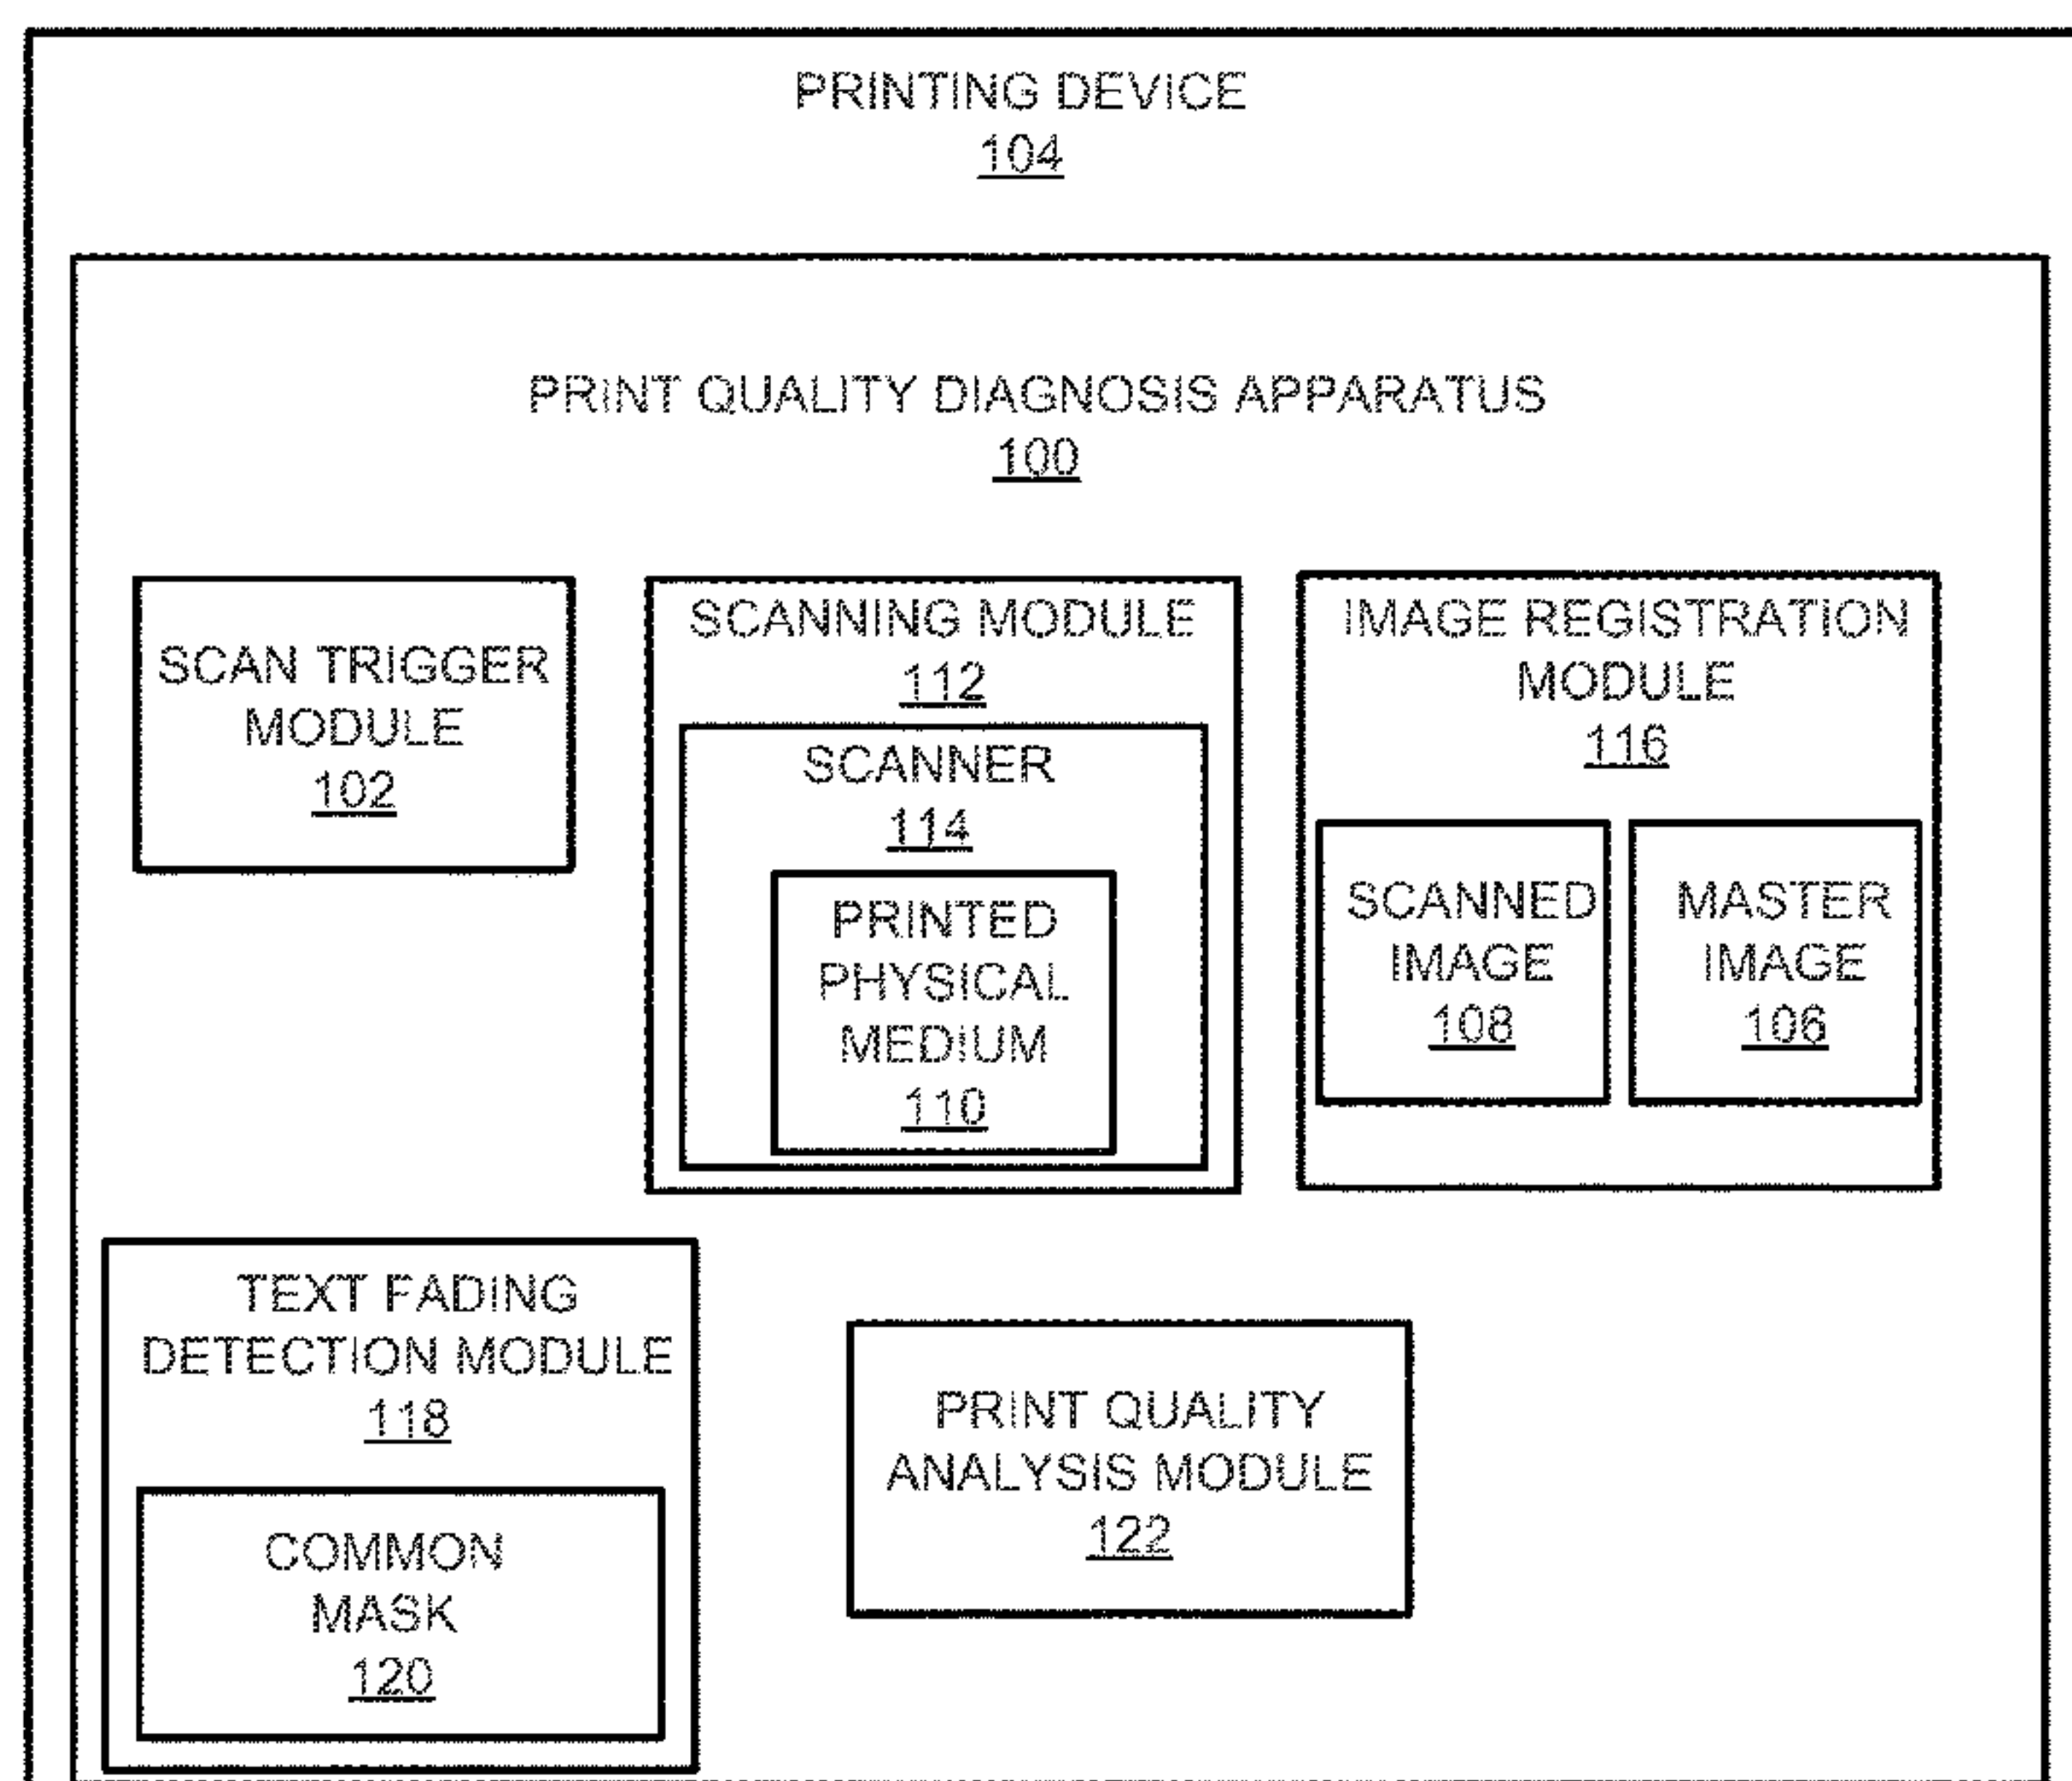 PRINTING DEVICE
104
PRINT QUALITY DIAGNOSIS APPARATUS
100
SCAN TRIGGER
MODULE
102
SCANNING MODULE
112
SCANNER
114
PRINTED
PHYSICAL
MEDIUM
110
IMAGE REGISTRATION
MODULE
116
SCANNED
IMAGE
108
MASTER
IMAGE
106
TEXT FADING
DETECTION MODULE
118
COMMON
MASK
120
PRINT QUALITY
ANALYSIS MODULE
122